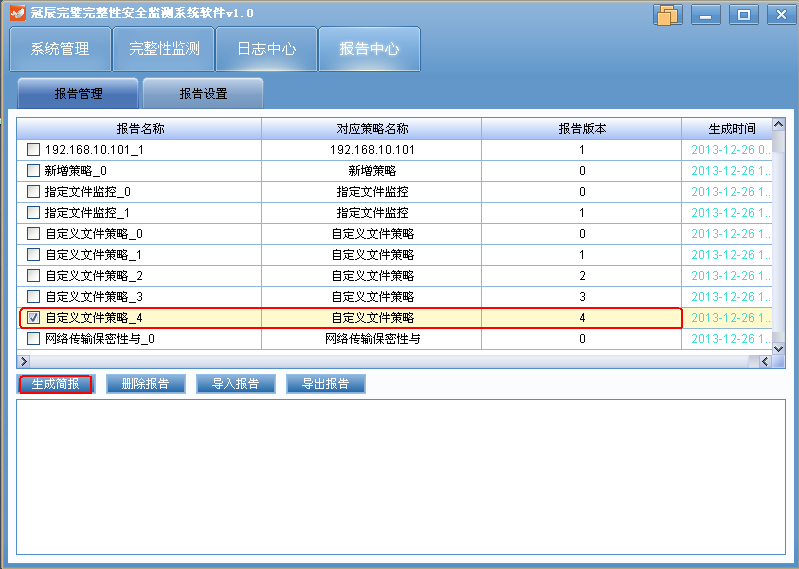 冠辰完璧完整性安全监测系统软件v1.0
系统管理 完整性监测 日志中心 报告中心
报告管理 报告设置
报告名称 对应策略名称 报告版本 生成时间
192.168.10.101_1 192.168.10.101 1 2013-12-26 0..
新增策略_0 新增策略 0 2013-12-26 1..
指定文件监控_0 指定文件监控 0 2013-12-26 1..
指定文件监控_1 指定文件监控 1 2013-12-26 1..
自定义文件策略_0 自定义文件策略 0 2013-12-26 1..
自定义文件策略_1 自定义文件策略 1 2013-12-26 1..
自定义文件策略_2 自定义文件策略 2 2013-12-26 1..
自定义文件策略_3 自定义文件策略 3 2013-12-26 1..
自定义文件策略_4 自定义文件策略 4 2013-12-26 1..
网络传输保密性与_0 网络传输保密性与 0 2013-12-26 1..
生成简报 删除报告 导入报告 导出报告